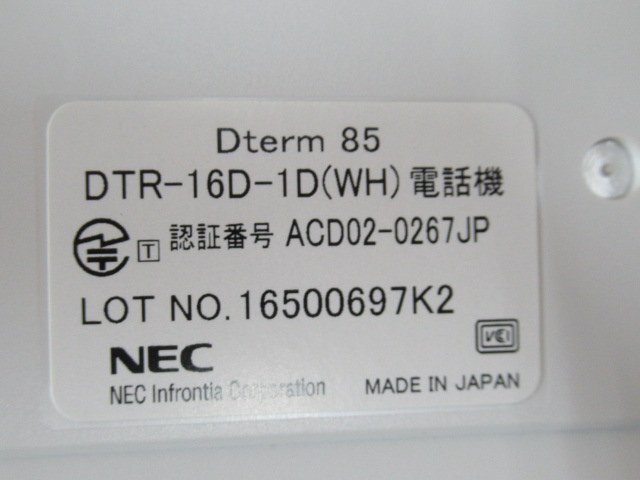 Dterm 85
DTR-16D-1D(WH) 電話機
T 認証番号 ACD02-0267JP
LOT NO.16500697K2
VCI
NEC
NEC Infrontia Corporation
MADE IN JAPAN